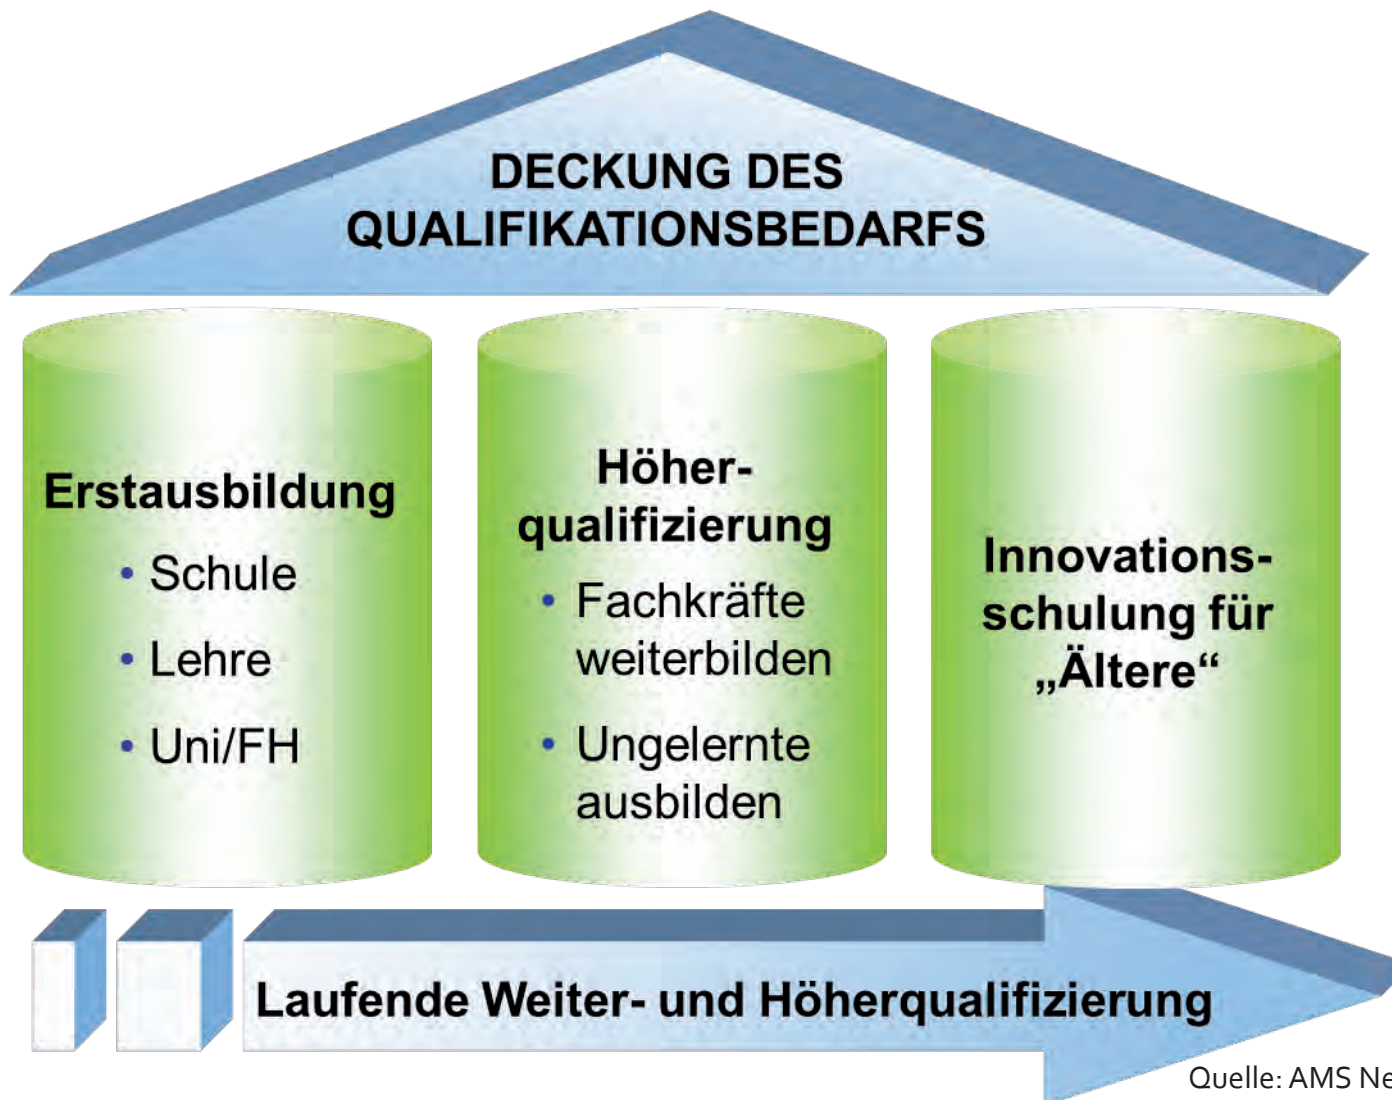 DECKUNG DES
QUALIFIKATIONSBEDARFS
Erstausbildung
• Schule
• Lehre
• Uni/FH
Höher-
qualifizierung
• Fachkräfte
weiterbilden
• Ungelernte
ausbilden
Innovations-
schulung für
„Ältere“
Laufende Weiter- und Höherqualifizierung
Quelle: AMS Ne